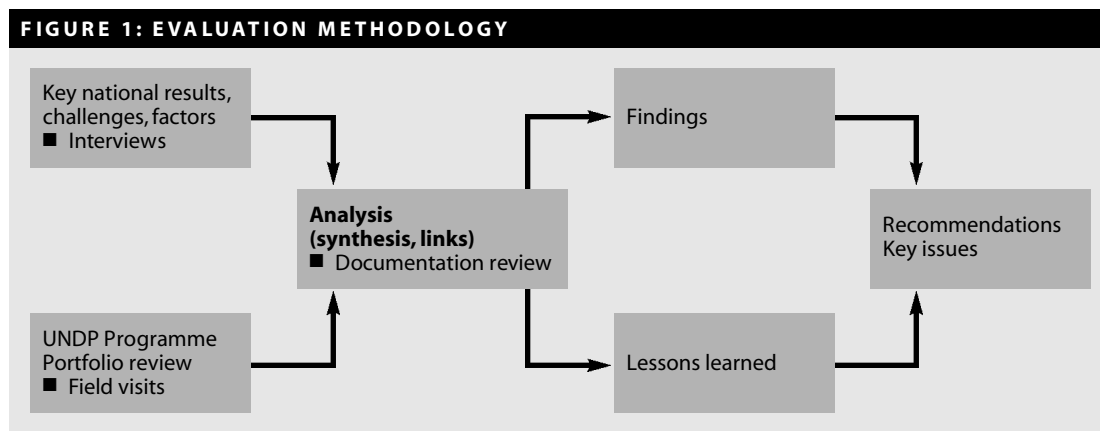 FIGURE 1: EVALUATION METHODOLOGY
Key national results,
challenges, factors
■ Interviews
UNDP Programme
Portfolio review
■ Field visits
Analysis
(synthesis, links)
■ Documentation review
Findings
Lessons learned
Recommendations
Key issues